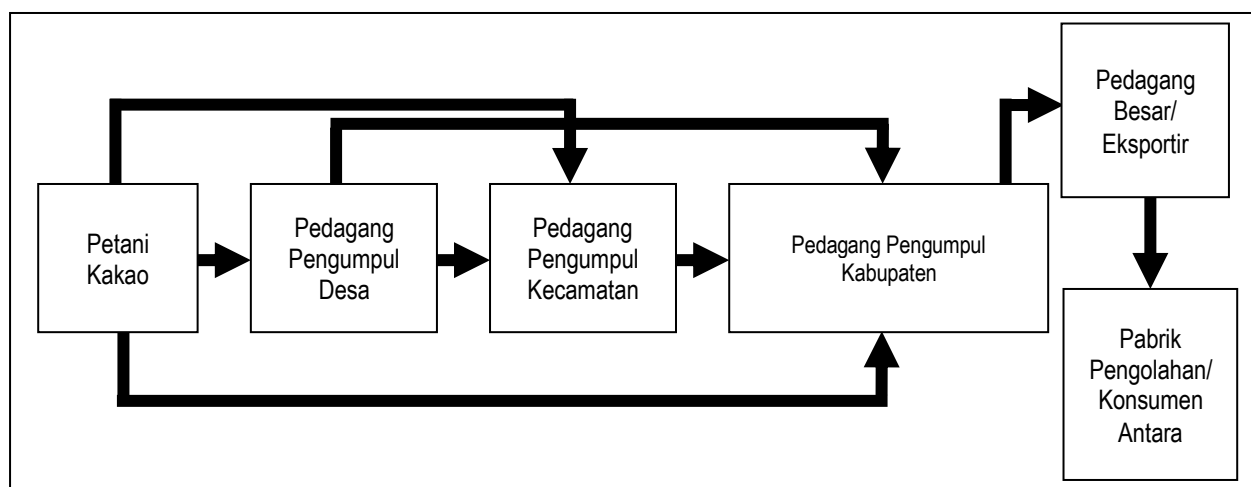 Petani
Kakao
Pedagang
Pengumpul
Desa
Pedagang
Pengumpul
Kecamatan
Pedagang Pengumpul
Kabupaten
Pedagang
Besar/
Eksportir
Pabrik
Pengolahan/
Konsumen
Antara